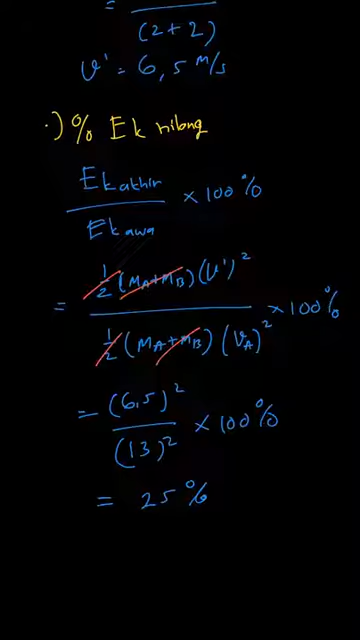 =
(2+2)
v' = 6,5 m/s
.) % Ek hilang
Ek akhir / Ek awa × 100 %
= 1/2 (mA+mB) (v')² / 1/2 (mA+mB) (vA)² × 100 %
= (6,5)² / (13)² × 100 %
= 25 %